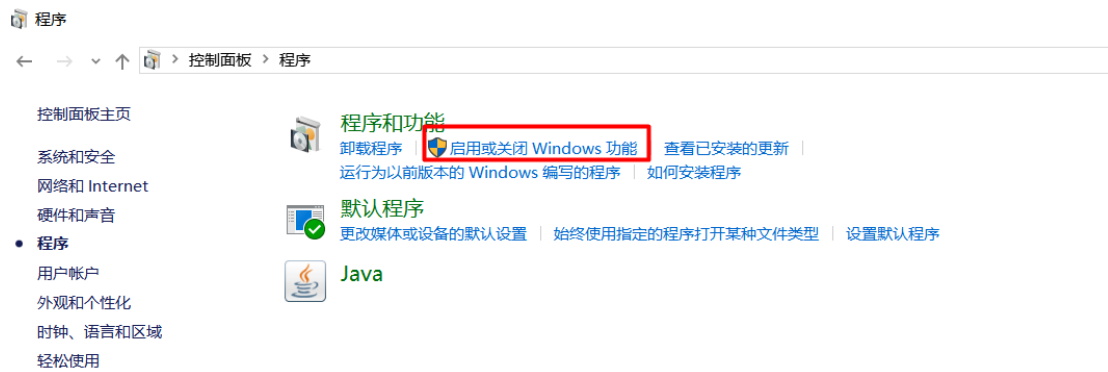 程序
控制面板 > 程序
控制面板主页
系统和安全
网络和 Internet
硬件和声音
程序
用户帐户
外观和个性化
时钟、语言和区域
轻松使用
程序和功能
卸载程序 启用或关闭 Windows 功能 查看已安装的更新
运行为以前版本的 Windows 编写的程序 如何安装程序
默认程序
更改媒体或设备的默认设置 始终使用指定的程序打开某种文件类型 设置默认程序
Java